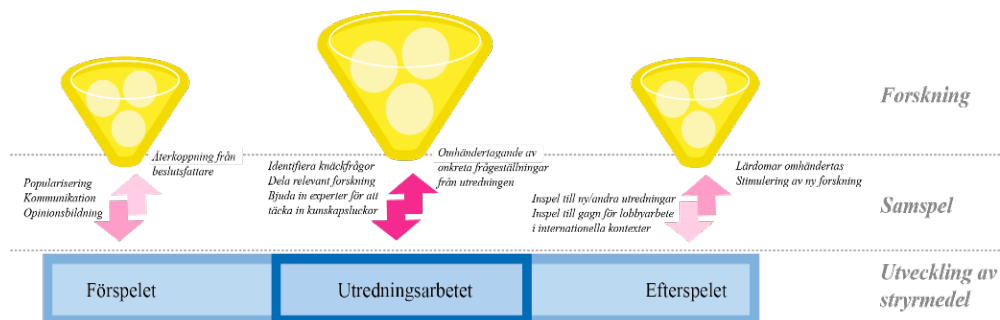 Forskning
Återkoppning från
beslutsfattare
Popularisering
Kommunikation
Opinionsbildning
Identifiera knäckfrågor
Dela relevant forskning
Bjuda in experter för att
täcka in kunskapsluckor
Omhändertagande av
onkreta frågeställningar
från utredningen
Inspel till ny/andra utredningar
Inspel till gagn för lobbyarbete
i internationella kontexter
Lärdomar omhändertas
Stimulering av ny forskning
Samspel
Förspelet
Utredningsarbetet
Efterspelet
Utveckling av
stryrmedel